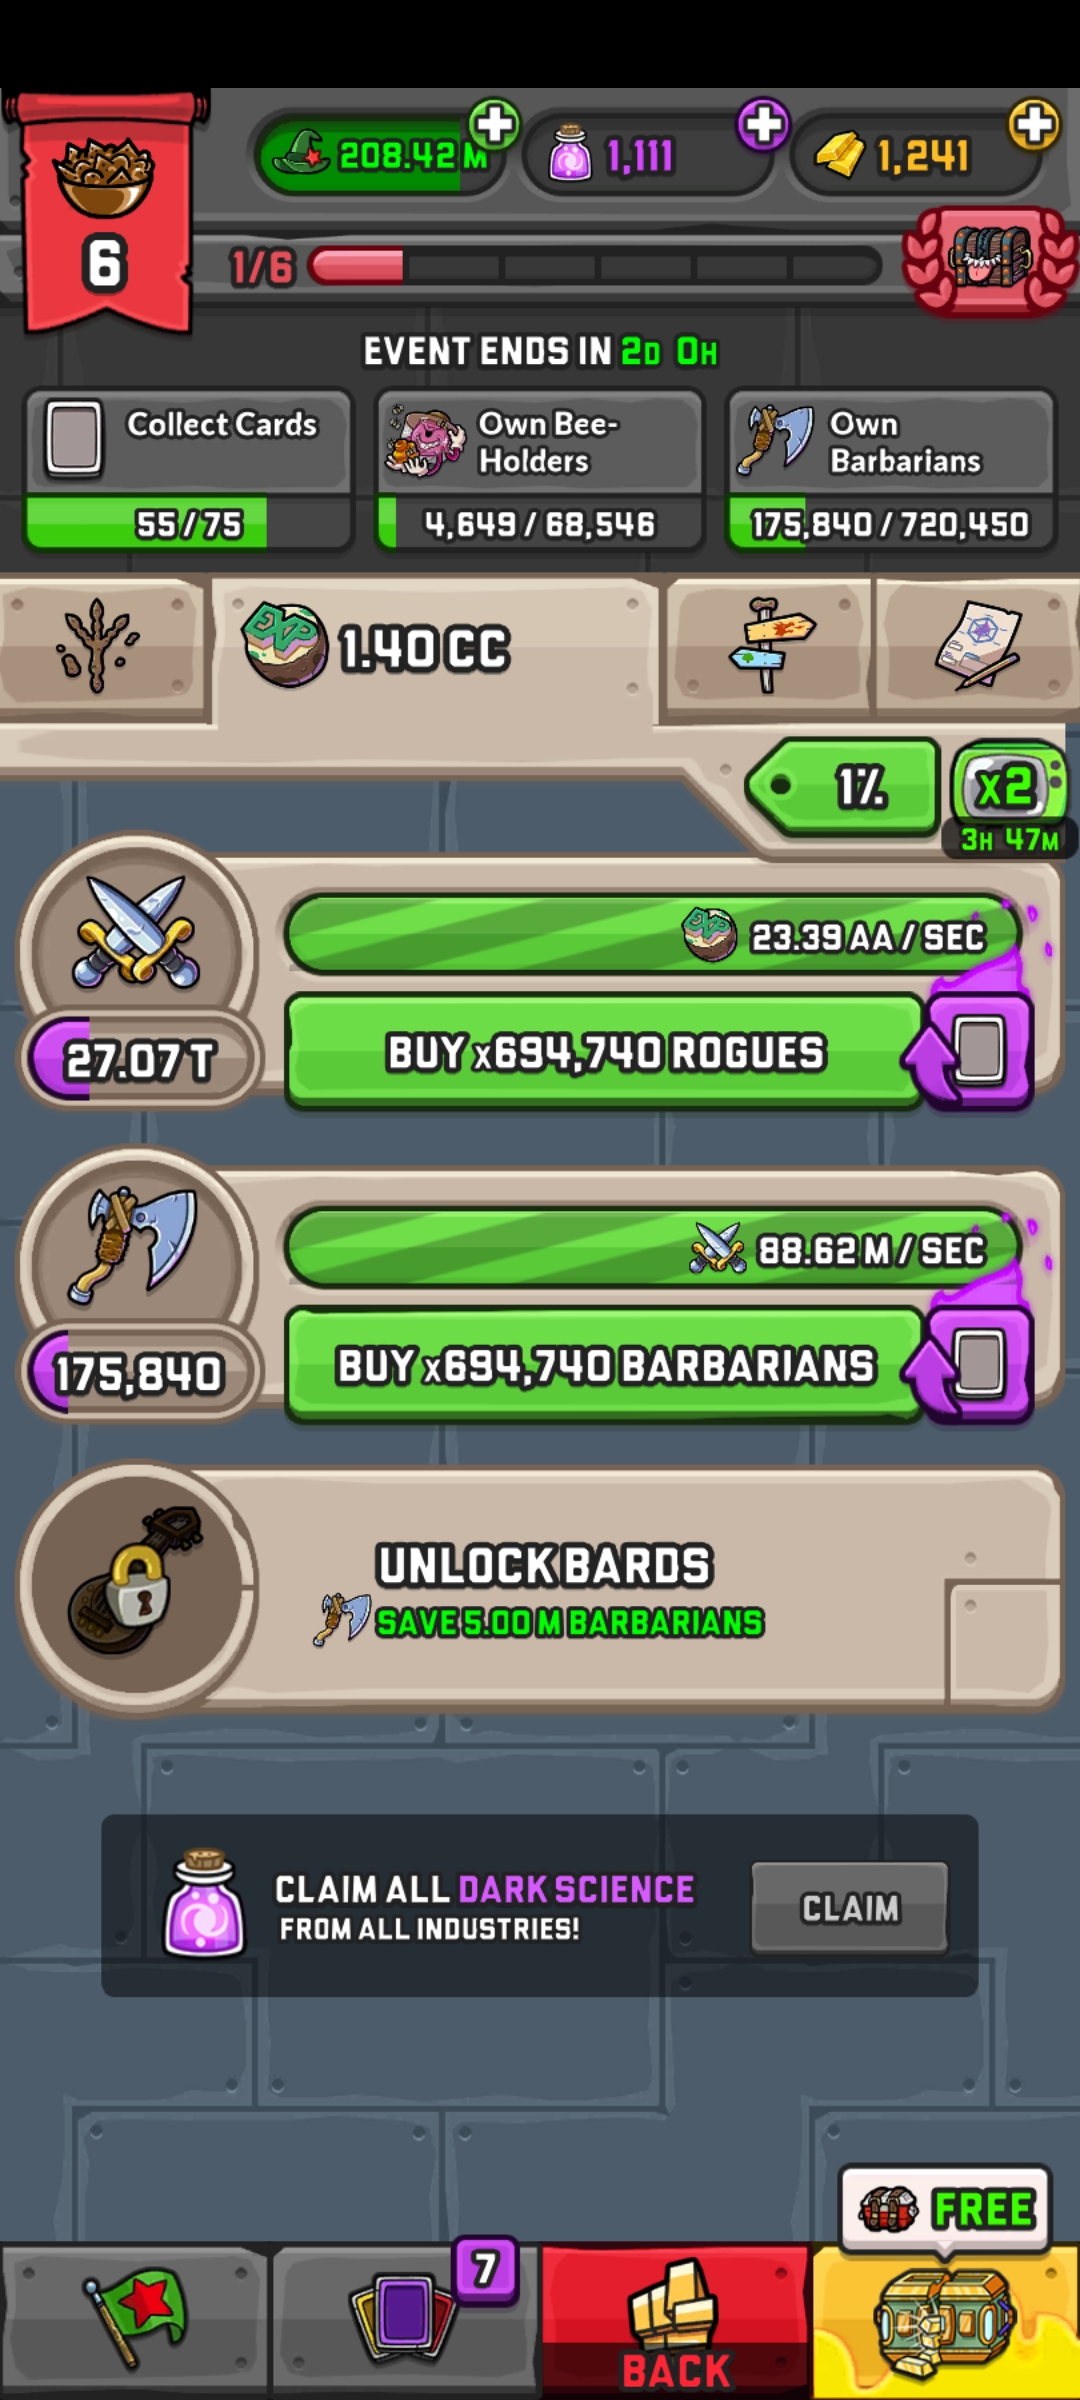 208.42 M
1,111
1,241
6
1/6
EVENT ENDS IN 2D 0H
Collect Cards
55/75
Own Bee-
Holders
4,649/68,546
Own
Barbarians
175,840/720,450
EXP
1.40 CC
1%
x2
3H 47M
EXP
23.39 AA/SEC
27.07 T
BUY x694,740 ROGUES
88.62 M/SEC
175,840
BUY x694,740 BARBARIANS
UNLOCK BARDS
SAVE 5.00 M BARBARIANS
CLAIM ALL DARK SCIENCE
FROM ALL INDUSTRIES!
CLAIM
FREE
7
BACK